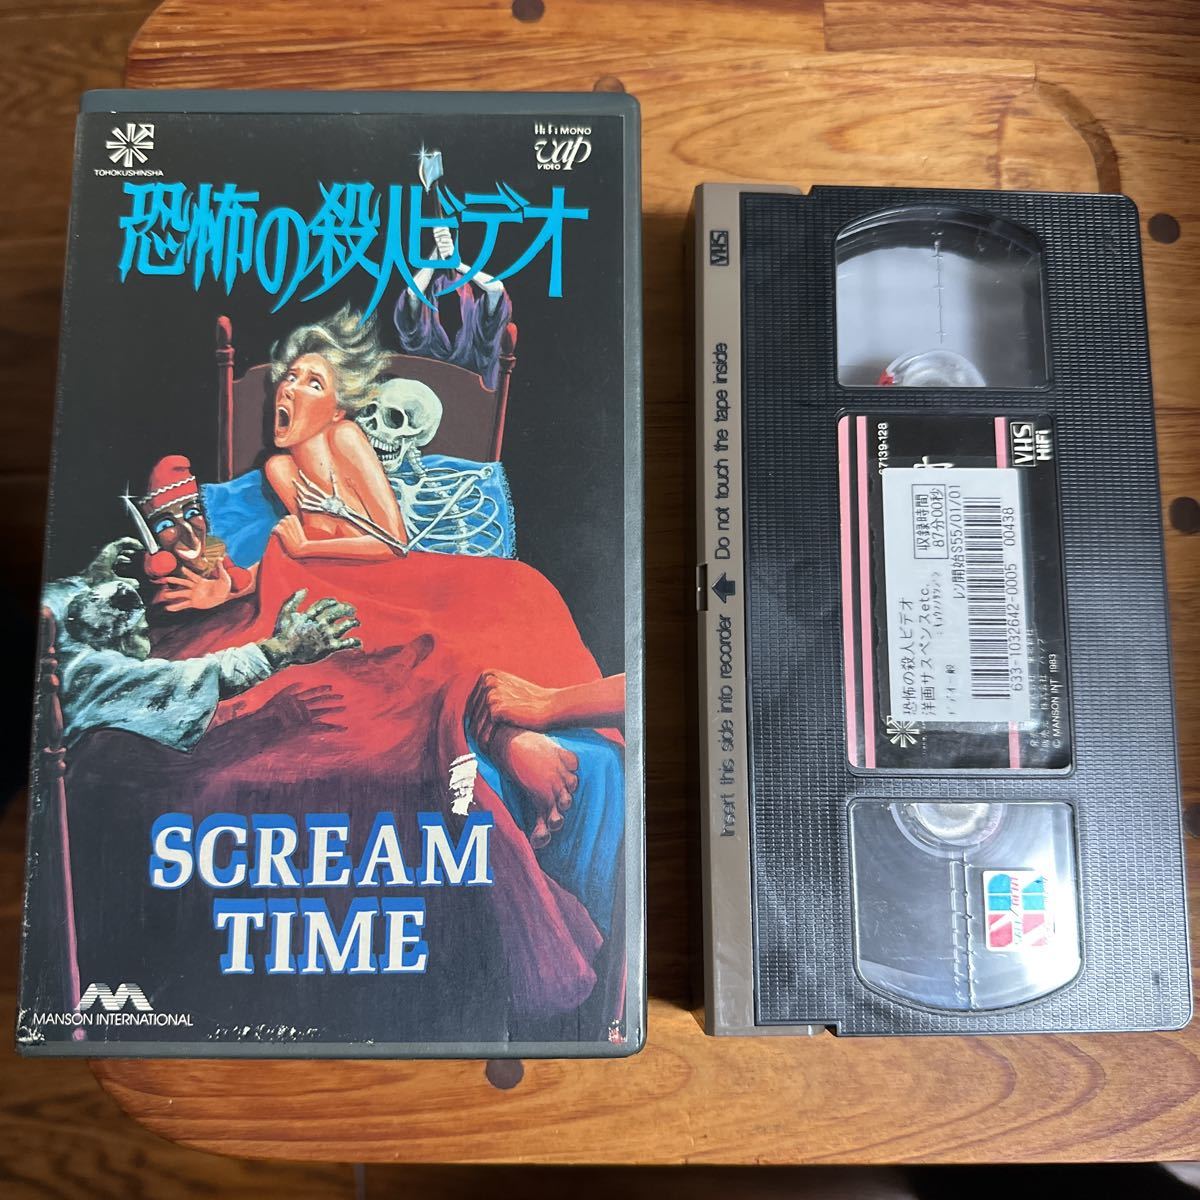 TOHOKUSHINSHA
Hi-Fi MONO
vap
VIDEO
恐怖の殺人ビデオ
SCREAM
TIME
MANSON INTERNATIONAL
VHS
Do not touch the tape inside
Insert this side into recorder
67139-128
VHS
HiFi
収録時間
87分00秒
恐怖の殺人ビデオ
洋画サスペンスetc.
レン開始S55/01/01
633-1032642-0005
00438
© MANSON INT 1983